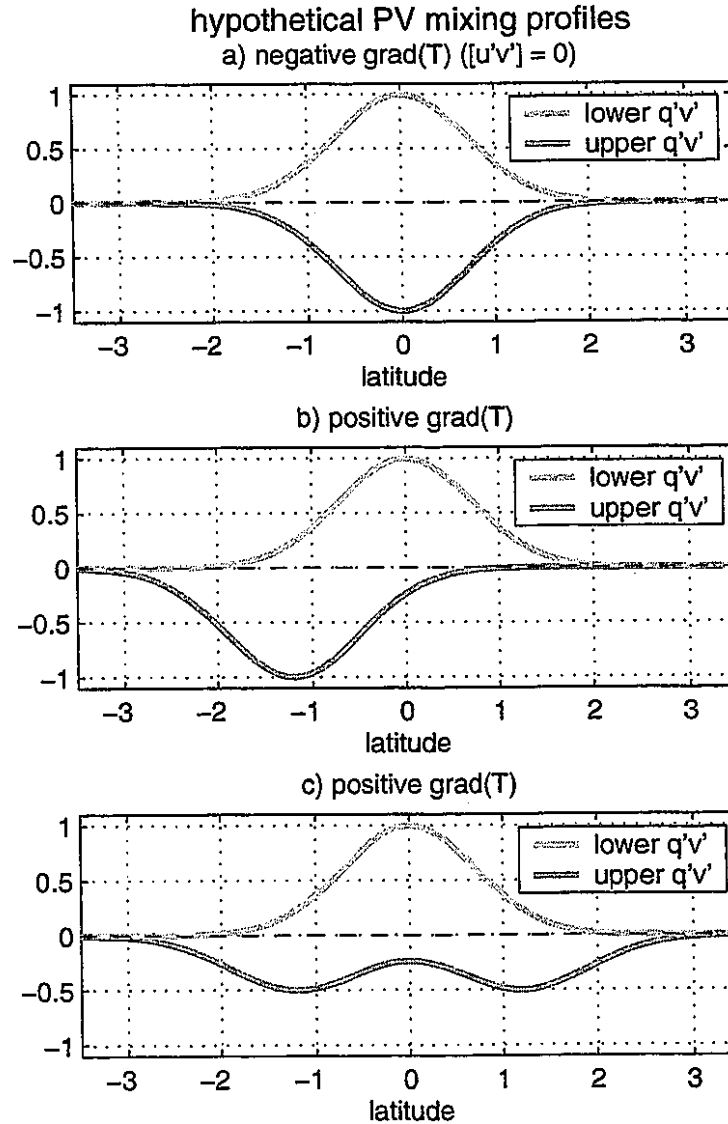 hypothetical PV mixing profiles
a) negative grad(T) ([u'v'] = 0)
1
0.5
0
−0.5
−1
lower q'v'
upper q'v'
−3 −2 −1 0 1 2 3
latitude
b) positive grad(T)
1
0.5
0
−0.5
−1
lower q'v'
upper q'v'
−3 −2 −1 0 1 2 3
latitude
c) positive grad(T)
1
0.5
0
−0.5
−1
lower q'v'
upper q'v'
−3 −2 −1 0 1 2 3
latitude